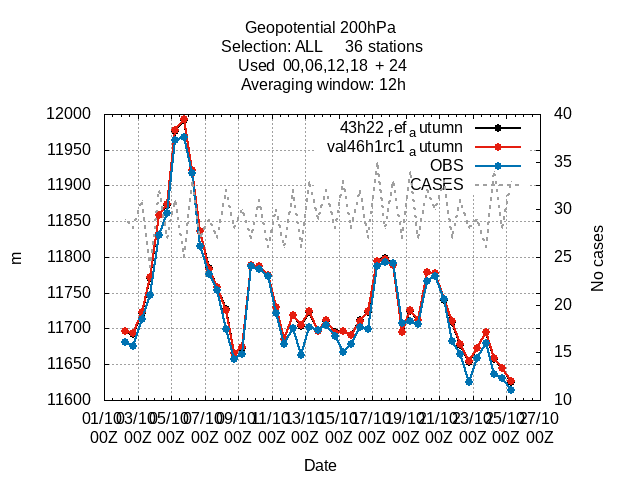 Geopotential 200hPa
Selection: ALL 36 stations
Used 00,06,12,18 + 24
Averaging window: 12h
43h22 refautumn
val46h1rc1 autumn
OBS
CASES
12000
11950
11900
11850
11800
11750
11700
11650
11600
40
35
30
25
20
15
10
m
No cases
01/10 03/10 05/10 07/10 09/10 11/10 13/10 15/10 17/10 19/10 21/10 23/10 25/10 27/10
00Z 00Z 00Z 00Z 00Z 00Z 00Z 00Z 00Z 00Z 00Z 00Z 00Z 00Z
Date